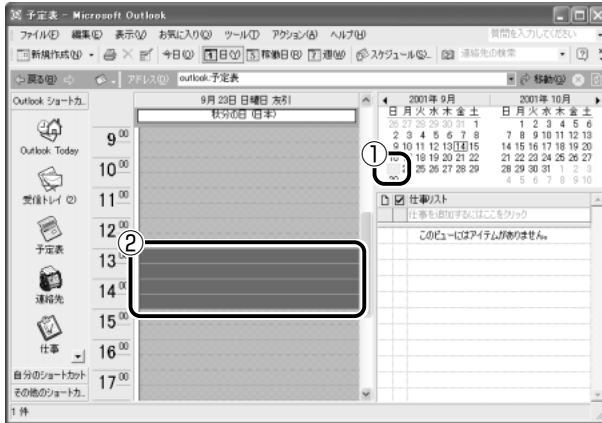 予定表 - Microsoft Outlook
ファイル(F) 編集(E) 表示(V) お気に入り(O) ツール(T) アクション(A) ヘルプ(H) 質問を入力してください
新規作成(N) 今日(O) 1日(Y) 5稼働日(R) 7週(W) スケジュール(G)... 連絡先の検索
戻る(B) アドレス(D) outlook:予定表 移動(G)
Outlook ショートカ...
Outlook Today
受信トレイ (2)
予定表
連絡先
仕事
自分のショートカット
その他のショートカ...
9月 23日 日曜日 友引
秋分の日 (日本)
9 00
10 00
11 00
12 00
②
13
14
15 00
16 00
17 00
2001年 9月
日 月 火 水 木 金 土
26 27 28 29 30 31 1
2 3 4 5 6 7 8
9 10 11 12 13 14 15
①
16 18 19 20 21 22
25 26 27 28 29
30
2001年 10月
日 月 火 水 木 金 土
1 2 3 4 5 6
7 8 9 10 11 12 13
14 15 16 17 18 19 20
21 22 23 24 25 26 27
28 29 30 31 1 2 3
4 5 6 7 8 9 10
仕事リスト
仕事を追加するにはここをクリック
このビューにはアイテムがありません。
1 件